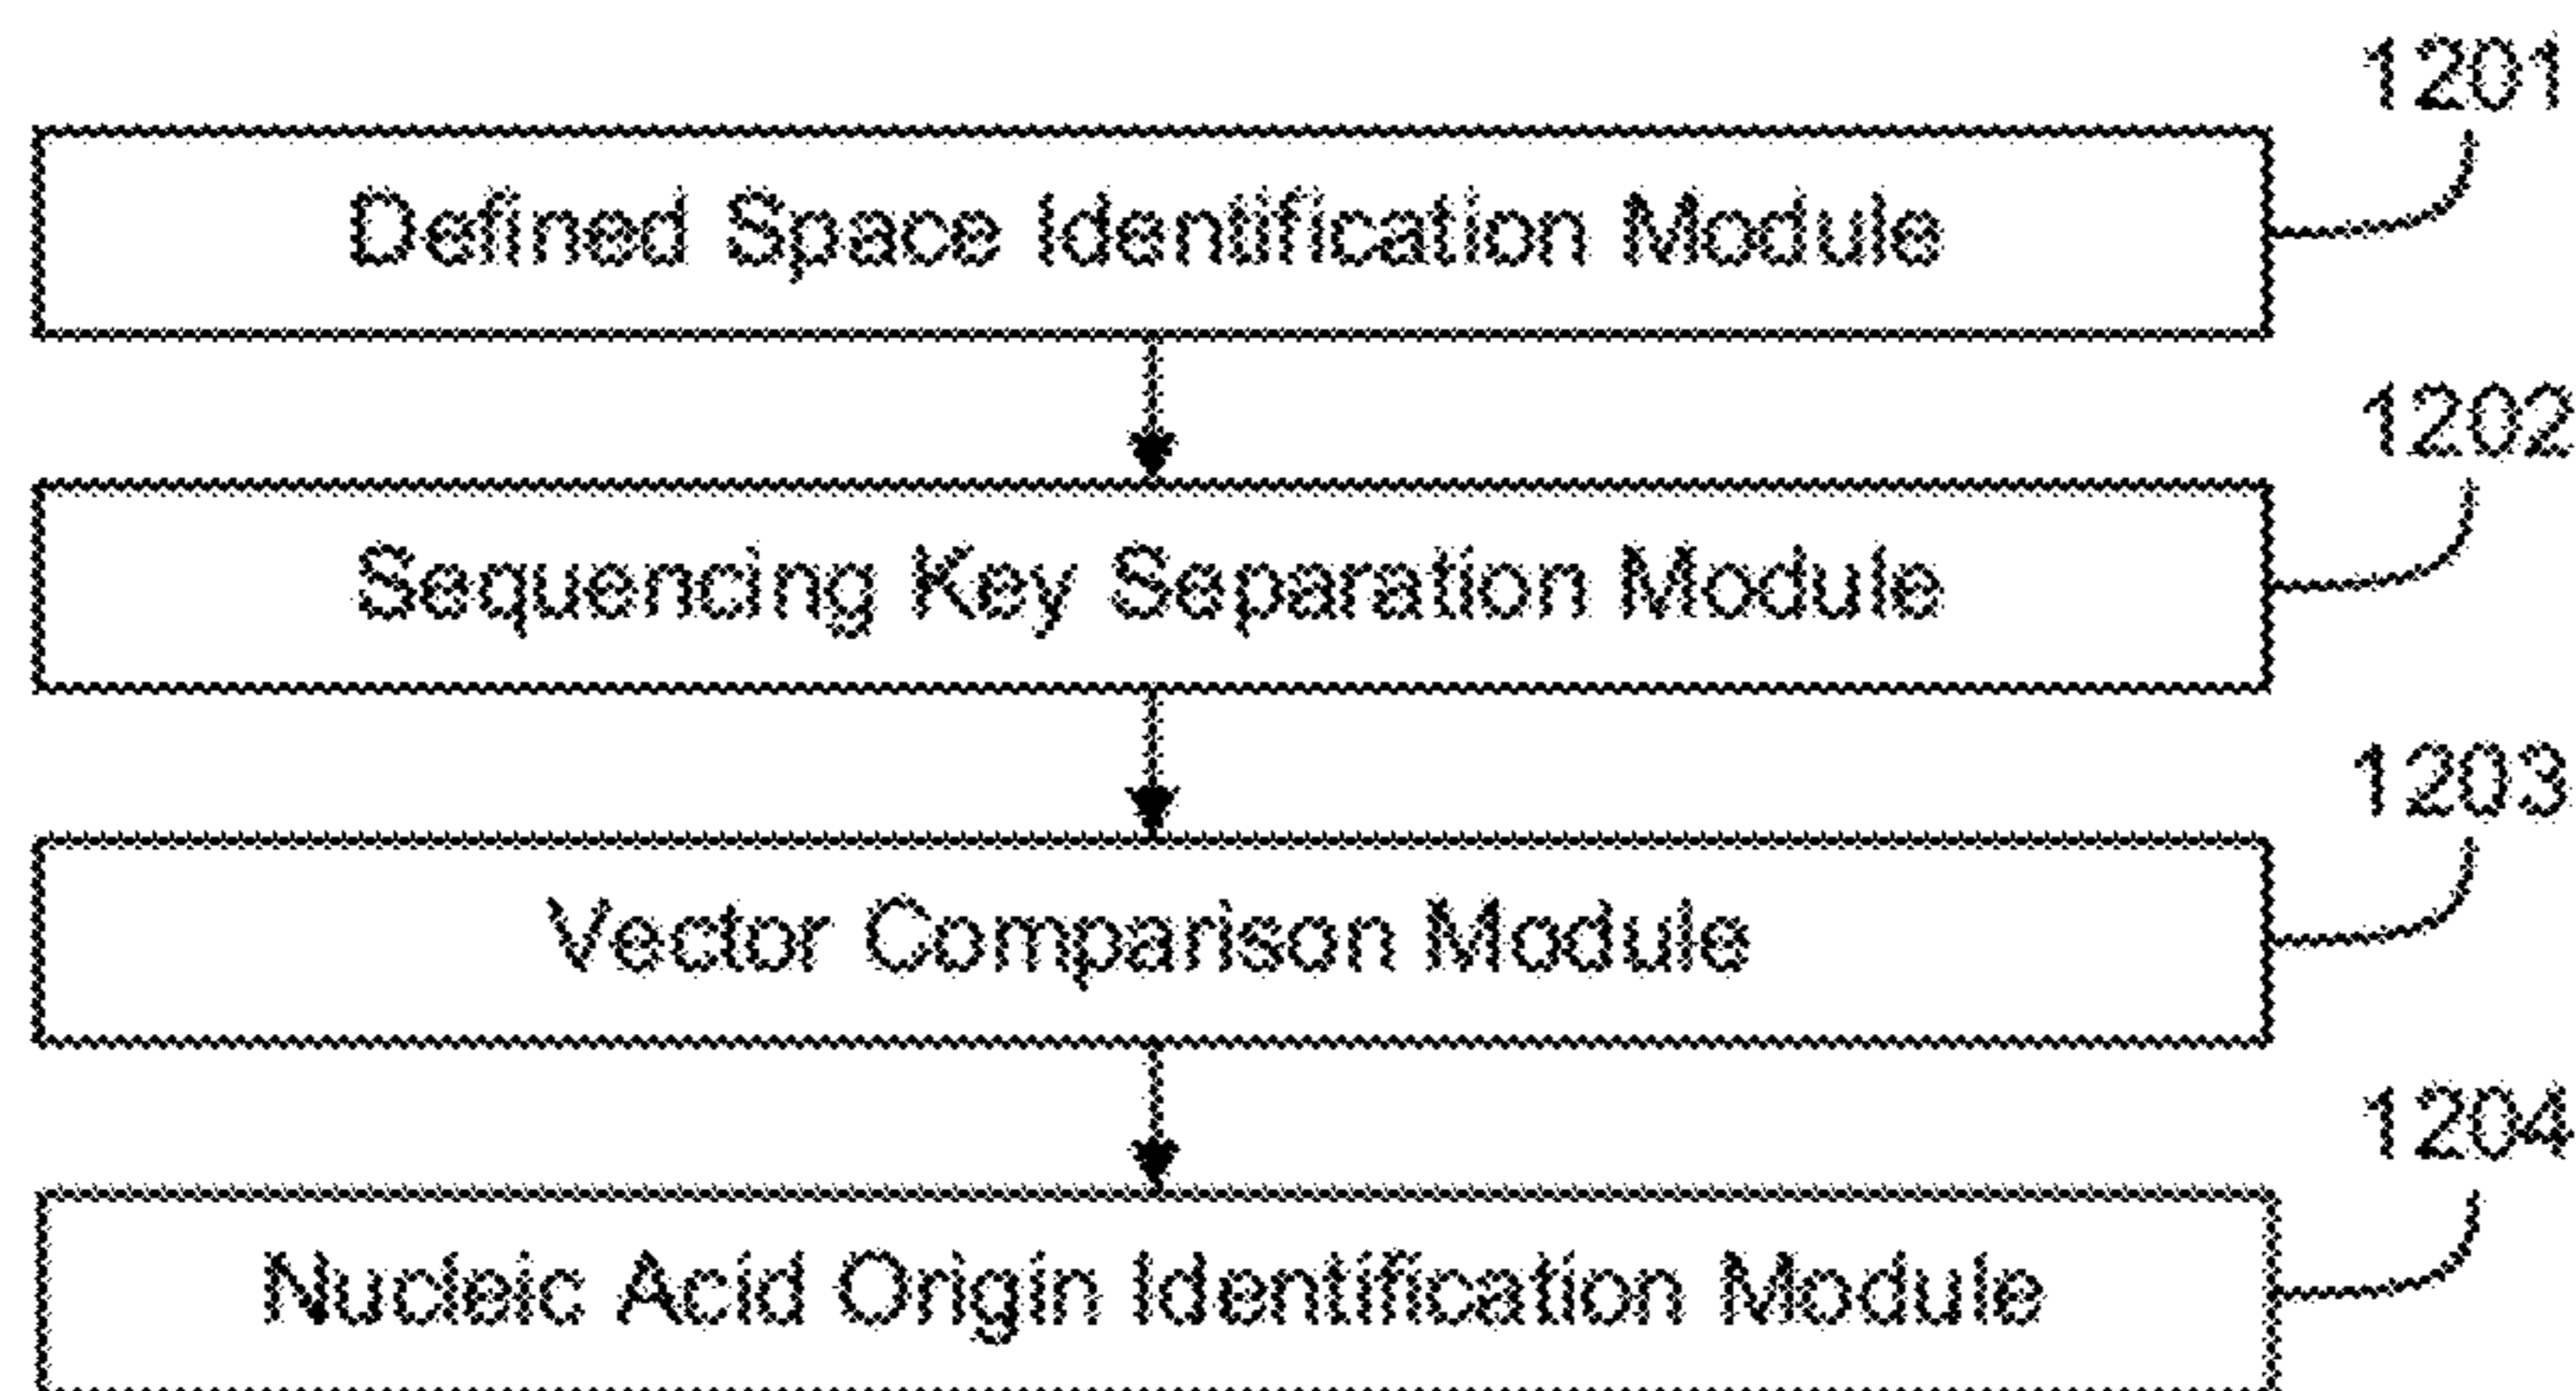 1201
Defined Space Identification Module
1202
Sequencing Key Separation Module
1203
Vector Comparison Module
1204
Nucleic Acid Origin Identification Module